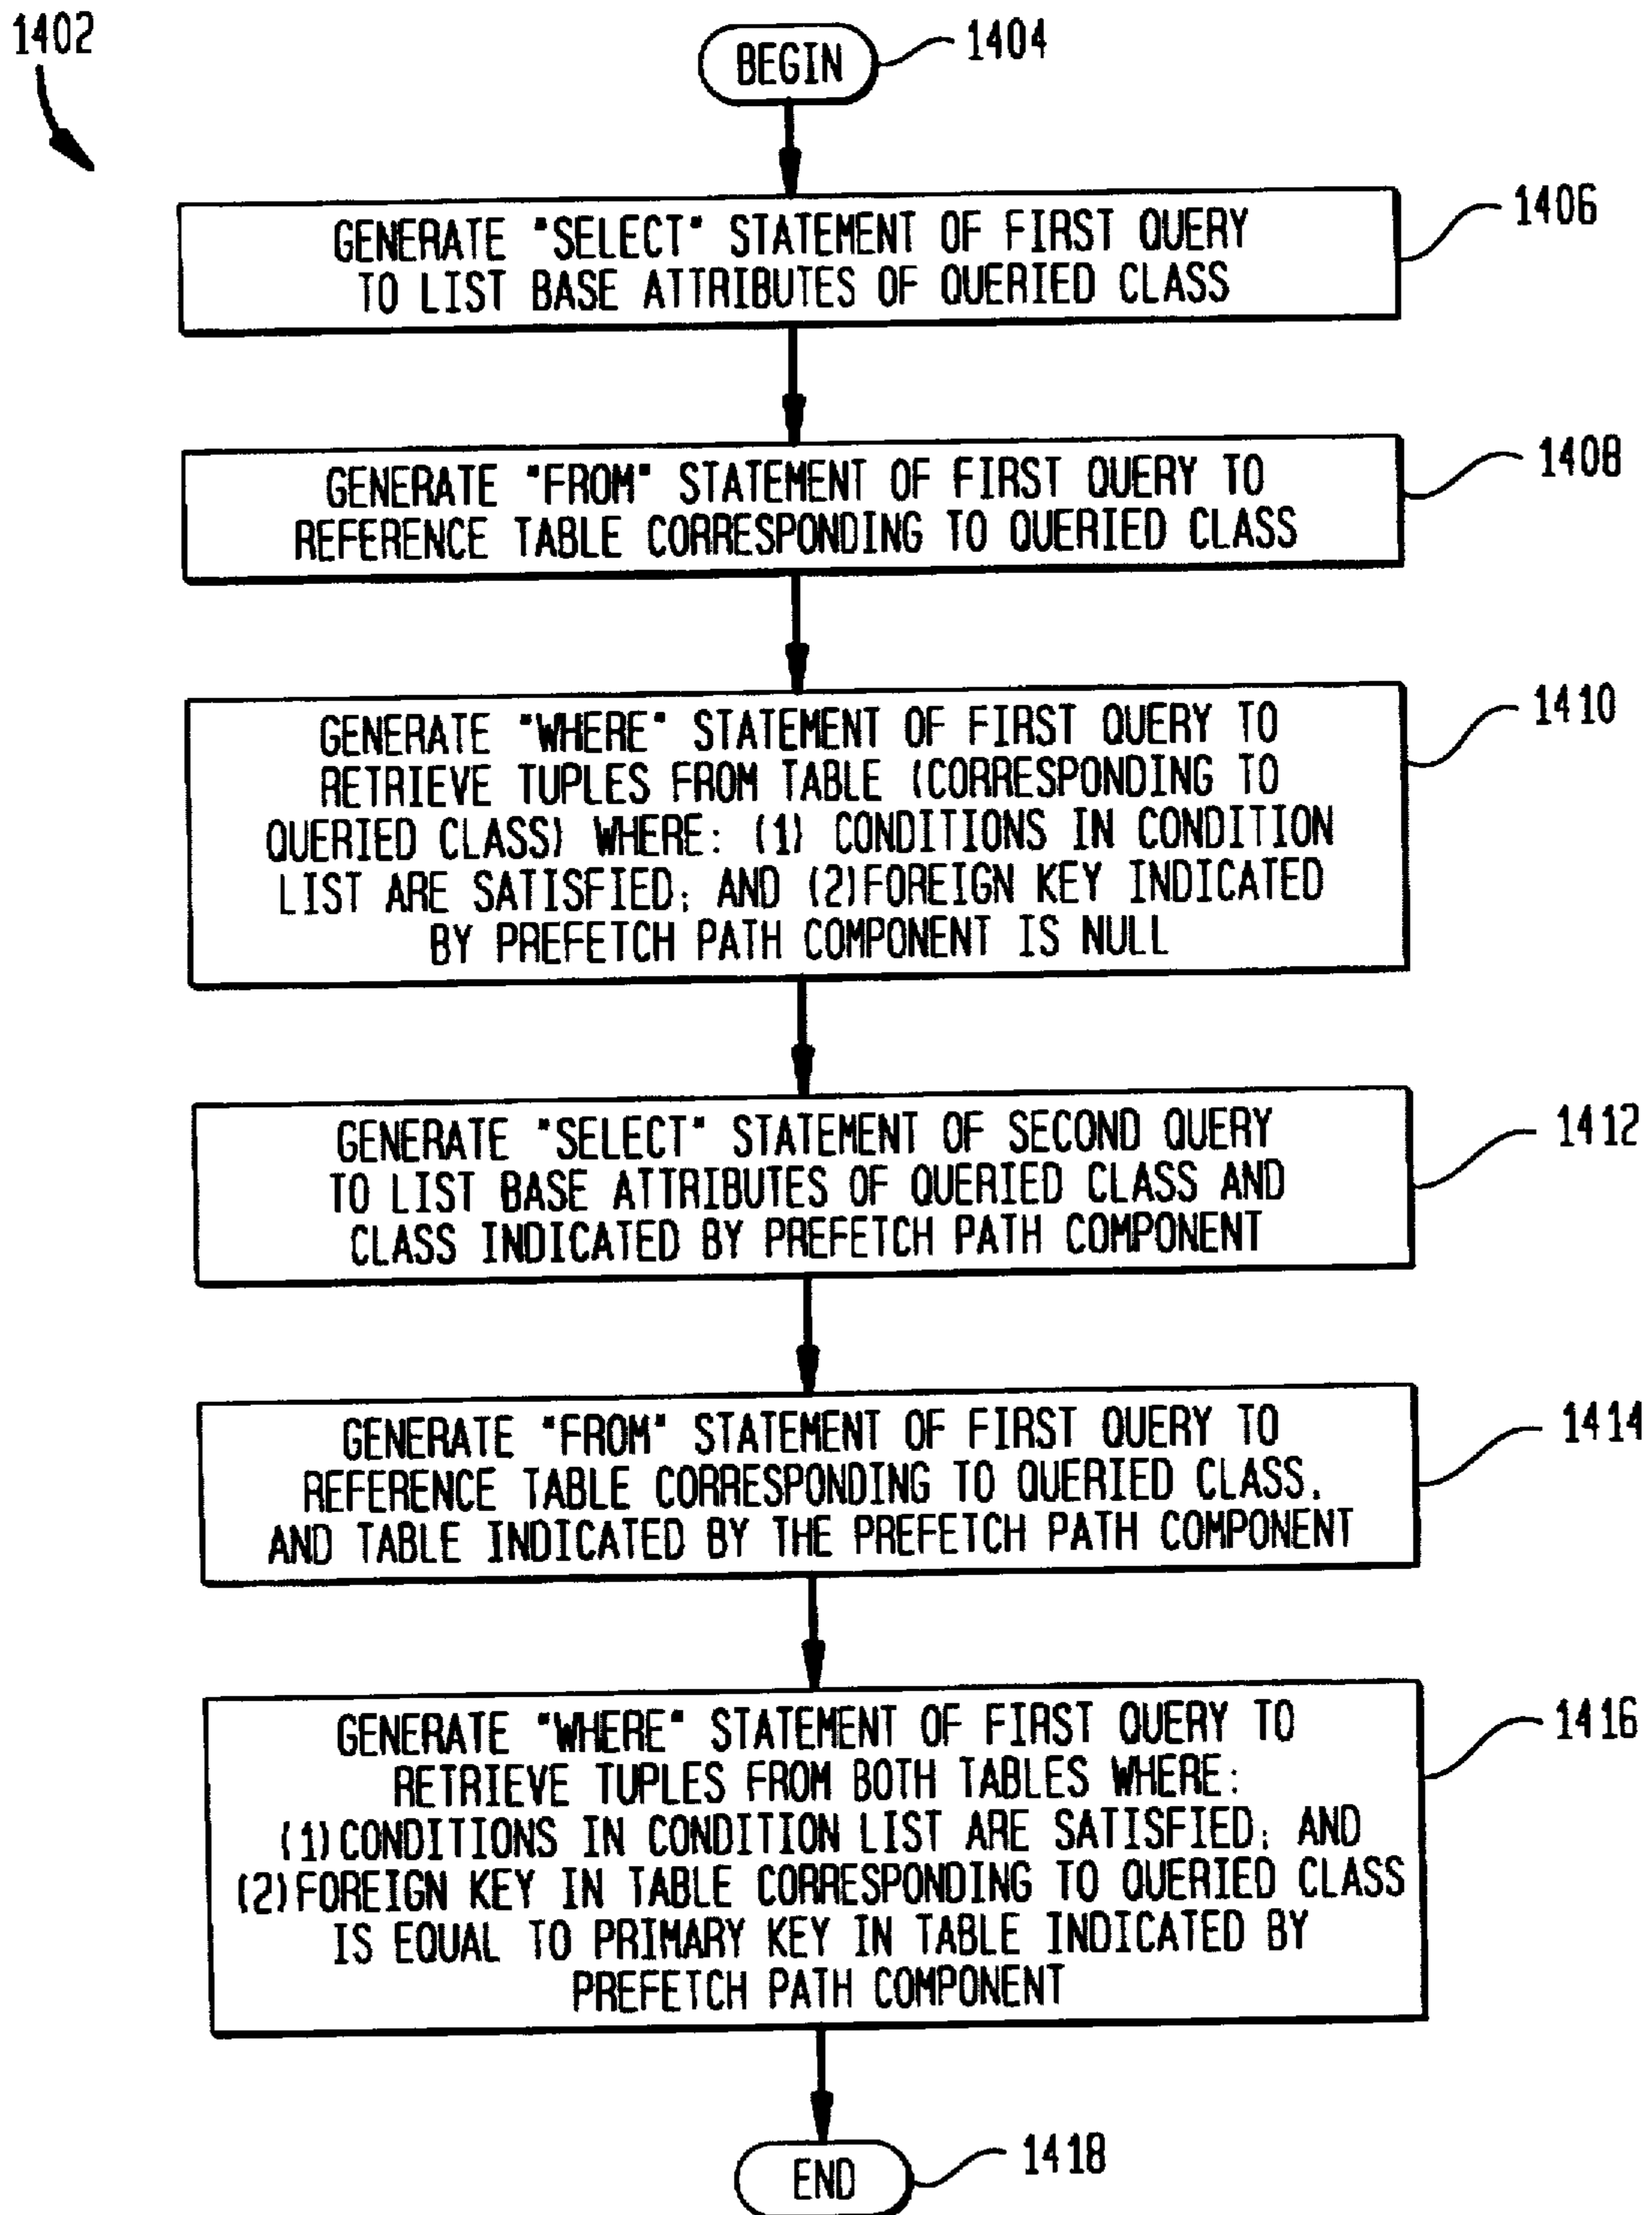 1402
BEGIN
1404
GENERATE "SELECT" STATEMENT OF FIRST QUERY
TO LIST BASE ATTRIBUTES OF QUERIED CLASS
1406
GENERATE "FROM" STATEMENT OF FIRST QUERY TO
REFERENCE TABLE CORRESPONDING TO QUERIED CLASS
1408
GENERATE "WHERE" STATEMENT OF FIRST QUERY TO
RETRIEVE TUPLES FROM TABLE (CORRESPONDING TO
QUERIED CLASS) WHERE: (1) CONDITIONS IN CONDITION
LIST ARE SATISFIED; AND (2)FOREIGN KEY INDICATED
BY PREFETCH PATH COMPONENT IS NULL
1410
GENERATE "SELECT" STATEMENT OF SECOND QUERY
TO LIST BASE ATTRIBUTES OF QUERIED CLASS AND
CLASS INDICATED BY PREFETCH PATH COMPONENT
1412
GENERATE "FROM" STATEMENT OF FIRST QUERY TO
REFERENCE TABLE CORRESPONDING TO QUERIED CLASS,
AND TABLE INDICATED BY THE PREFETCH PATH COMPONENT
1414
GENERATE "WHERE" STATEMENT OF FIRST QUERY TO
RETRIEVE TUPLES FROM BOTH TABLES WHERE:
(1)CONDITIONS IN CONDITION LIST ARE SATISFIED; AND
(2)FOREIGN KEY IN TABLE CORRESPONDING TO QUERIED CLASS
IS EQUAL TO PRIMARY KEY IN TABLE INDICATED BY
PREFETCH PATH COMPONENT
1416
END
1418